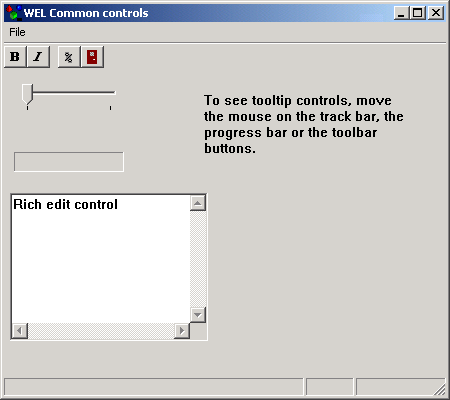 WEL Common controls
File
B I %
To see tooltip controls, move
the mouse on the track bar, the
progress bar or the toolbar
buttons.
Rich edit control